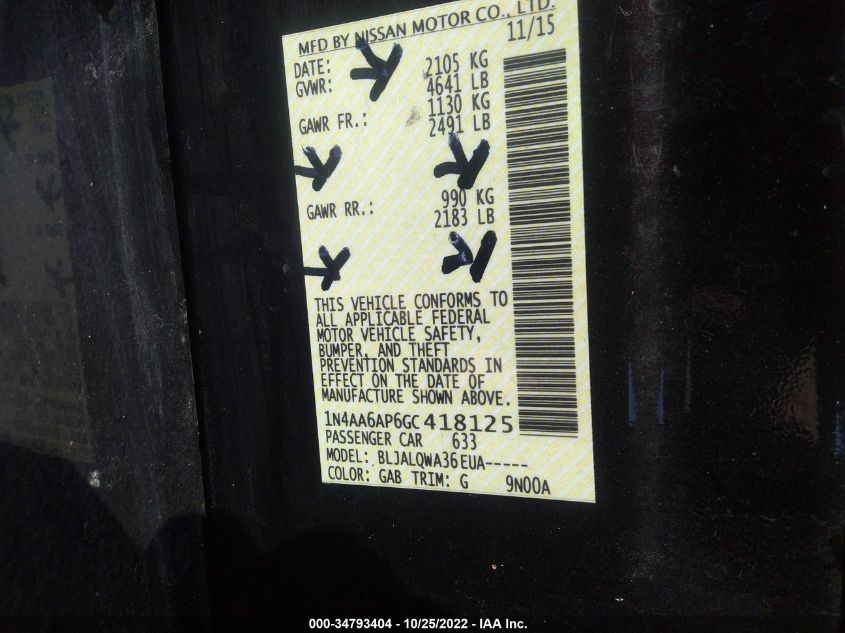 MFD BY NISSAN MOTOR CO., LTD.
DATE: 11/15
GVWR: 2105 KG
4641 LB
GAWR FR.: 1130 KG
2491 LB
GAWR RR.: 990 KG
2183 LB
THIS VEHICLE CONFORMS TO
ALL APPLICABLE FEDERAL
MOTOR VEHICLE SAFETY,
BUMPER, AND THEFT
PREVENTION STANDARDS IN
EFFECT ON THE DATE OF
MANUFACTURE SHOWN ABOVE.
1N4AA6AP6GC418125
PASSENGER CAR 633
MODEL: BLJALQWA36EUA-----
COLOR: GAB TRIM: G 9N00A
000-34793404 - 10/25/2022 - IAA Inc.